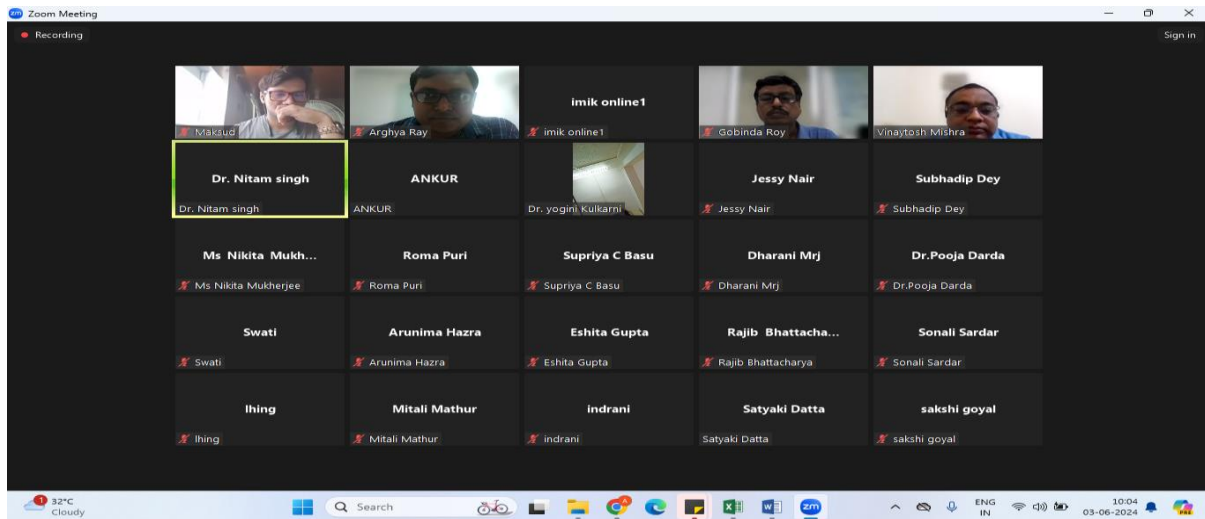 zm Zoom Meeting
Recording
Sign in
Maksud
Arghya Ray
imik online1
imik online1
Gobinda Roy
Vinaytosh Mishra
Dr. Nitam singh
Dr. Nitam singh
ANKUR
ANKUR
Dr. yogini Kulkarni
Jessy Nair
Jessy Nair
Subhadip Dey
Subhadip Dey
Ms Nikita Mukh...
Ms Nikita Mukherjee
Roma Puri
Roma Puri
Supriya C Basu
Supriya C Basu
Dharani Mrj
Dharani Mrj
Dr.Pooja Darda
Dr.Pooja Darda
Swati
Swati
Arunima Hazra
Arunima Hazra
Eshita Gupta
Eshita Gupta
Rajib Bhattacha...
Rajib Bhattacharya
Sonali Sardar
Sonali Sardar
lhing
lhing
Mitali Mathur
Mitali Mathur
indrani
indrani
Satyaki Datta
Satyaki Datta
sakshi goyal
sakshi goyal
1
32°C
Cloudy
Search
zm
ENG
IN
10:04
03-06-2024